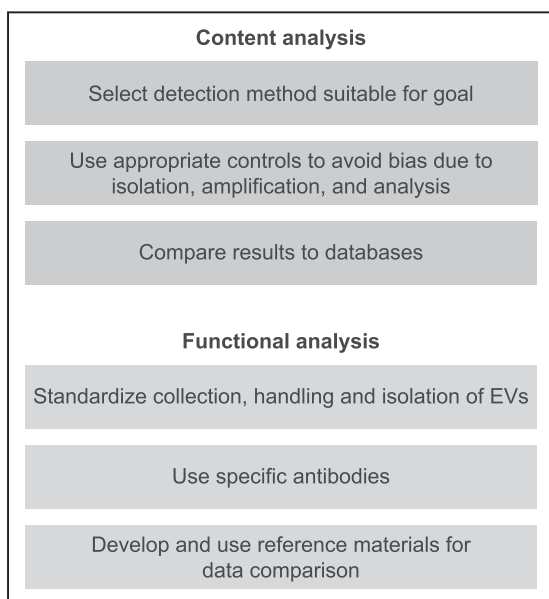 Content analysis
Select detection method suitable for goal
Use appropriate controls to avoid bias due to
isolation, amplification, and analysis
Compare results to databases
Functional analysis
Standardize collection, handling and isolation of EVs
Use specific antibodies
Develop and use reference materials for
data comparison